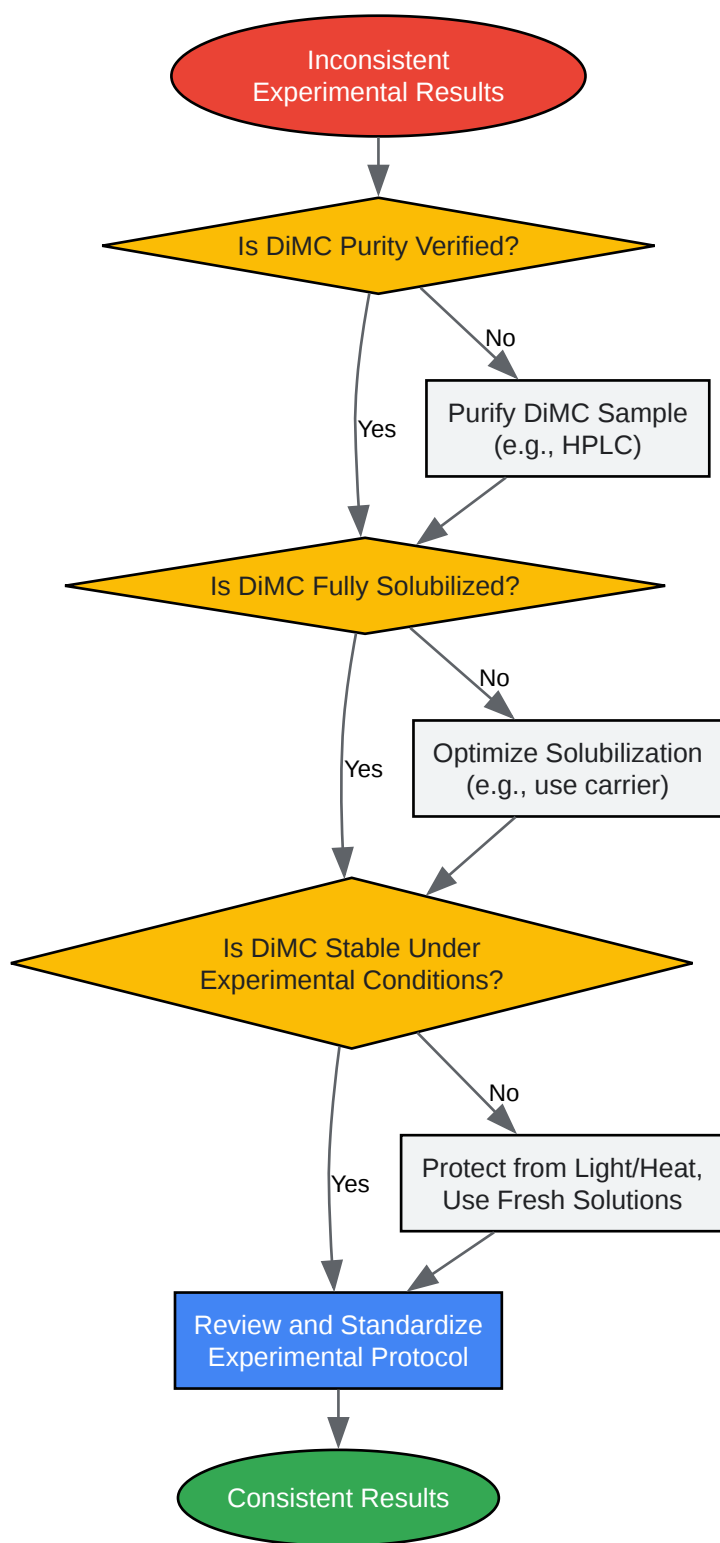 Inconsistent
Experimental Results
Is DiMC Purity Verified?
No
Purify DiMC Sample
(e.g., HPLC)
Yes
Is DiMC Fully Solubilized?
No
Optimize Solubilization
(e.g., use carrier)
Yes
Is DiMC Stable Under
Experimental Conditions?
No
Protect from Light/Heat,
Use Fresh Solutions
Yes
Review and Standardize
Experimental Protocol
Consistent Results